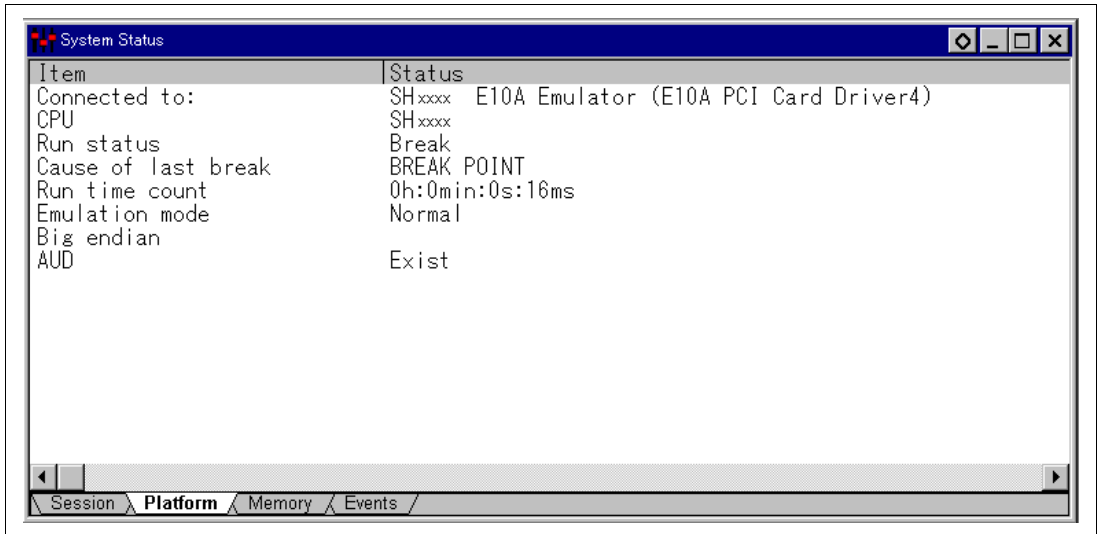 System Status
Item Status
Connected to: SHxxxx E10A Emulator (E10A PCI Card Driver4)
CPU SHxxxx
Run status Break
Cause of last break BREAK POINT
Run time count 0h:0min:0s:16ms
Emulation mode Normal
Big endian
AUD Exist
Session Platform Memory Events